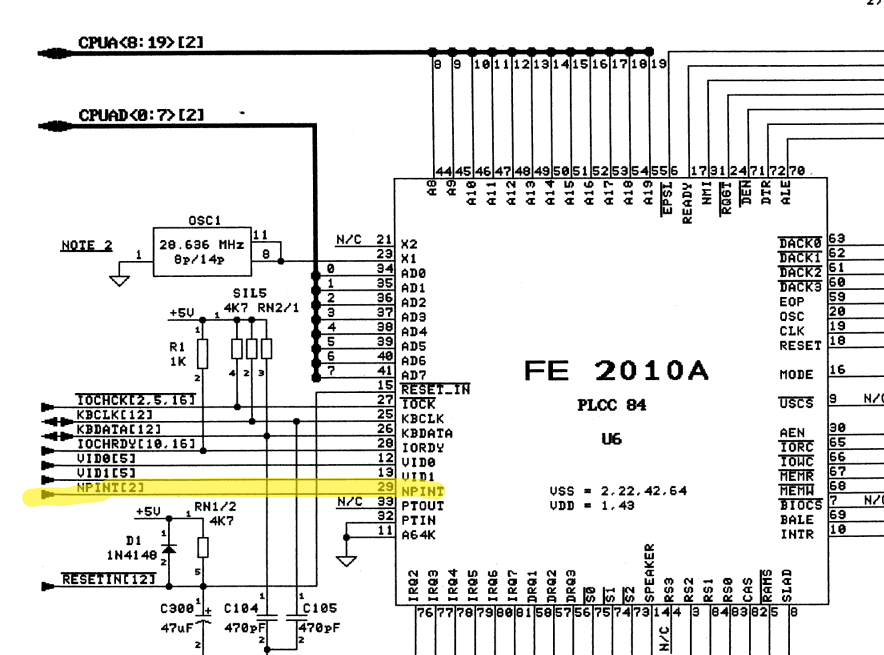 27
CPUA<8:19>[2]
8 9 10 11 12 13 14 15 16 17 18 19
CPUAD<0:7>[2]
44 45 46 47 48 49 50 51 52 53 54 55 6 17 31 24 71 72 70
A8 A9 A10 A11 A12 A13 A14 A15 A16 A17 A18 A19 EPSL READY NMI RQGT DEN DTR ALE
OSC1
NOTE 2
1
28.636 MHz
8p/14p
11
8
N/C 21 X2
23 X1
0 34 AD0
1 35 AD1
2 36 AD2
3 37 AD3
4 38 AD4
5 39 AD5
6 40 AD6
7 41 AD7
15 RESET_IN
SIL5
4K7 RN2/1
+5V 1
1
R1
1K
2
4 2 3
IOCHCK[2,5,16] 27 IOCK
KBCLK[12] 25 KBCLK
KBDATA[12] 26 KBDATA
IOCHRDY[10,16] 28 IORDY
VID0[5] 12 VID0
VID1[5] 13 VID1
NPINT[2] 29 NPINT
N/C 33 PTOUT
32 PTIN
11 A64K
FE 2010A
PLCC 84
U6
VSS = 2,22,42,64
VDD = 1,43
DACK0 63
DACK1 62
DACK2 61
DACK3 60
EOP 59
OSC 20
CLK 19
RESET 18
MODE 16
USCS 9 N/C
AEN 30
IORC 65
IOWC 66
MEMR 67
MEMW 68
BIOCS 7 N/C
BALE 69
INTR 10
+5V
RN1/2
4K7
1
D1
1N4148
2
1
5
RESETIN[12]
C300
47uF
1
+
2
C104
470pF
1
2
C105
470pF
1
2
IRQ2 IRQ3 IRQ4 IRQ5 IRQ6 IRQ7 DRQ1 DRQ2 DRQ3 S0 S1 S2 SPEAKER RS3 RS2 RS1 RS0 CAS RAMS SLAD
76 77 78 79 80 81 58 57 56 75 74 73 14 4 3 84 83 82 5 8
N/C